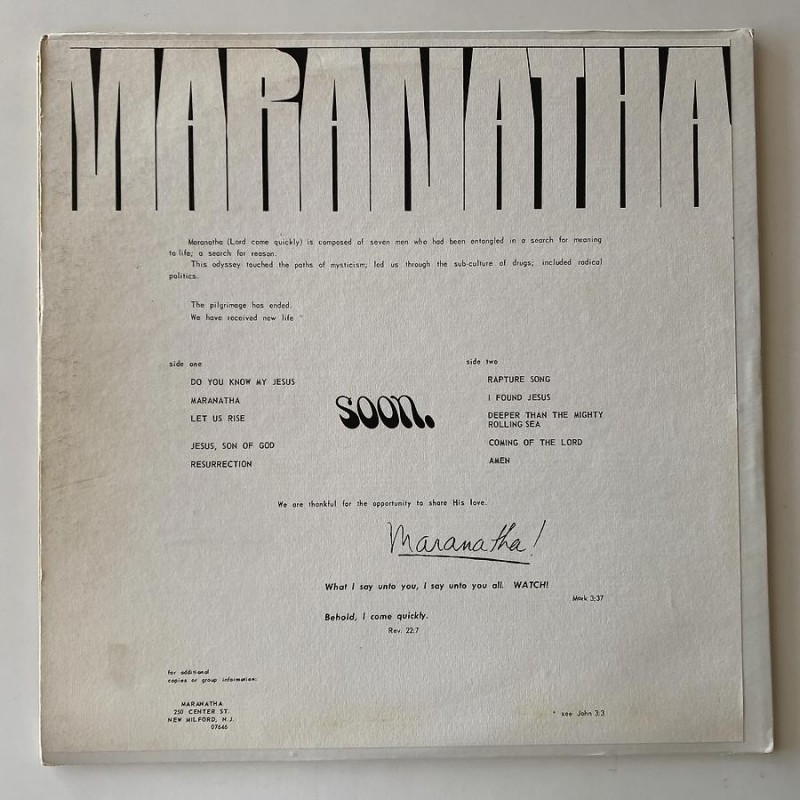 MARANATHA
Maranatha (Lord come quickly) is composed of seven men who had been entangled in a search for meaning
to life; a search for reason.
This odyssey touched the paths of mysticism; led us through the sub-culture of drugs; included radical
politics.
The pilgrimage has ended.
We have received new life *
side one
DO YOU KNOW MY JESUS
MARANATHA
LET US RISE
JESUS, SON OF GOD
RESURRECTION
soon.
side two
RAPTURE SONG
I FOUND JESUS
DEEPER THAN THE MIGHTY
ROLLING SEA
COMING OF THE LORD
AMEN
We are thankful for the opportunity to share His love.
Maranatha!
What I say unto you, I say unto you all. WATCH!
Mark 3:37
Behold, I come quickly.
Rev. 22:7
for additional
copies or group information:
MARANATHA
250 CENTER ST.
NEW MILFORD, N.J.
07646
* see John 3:3